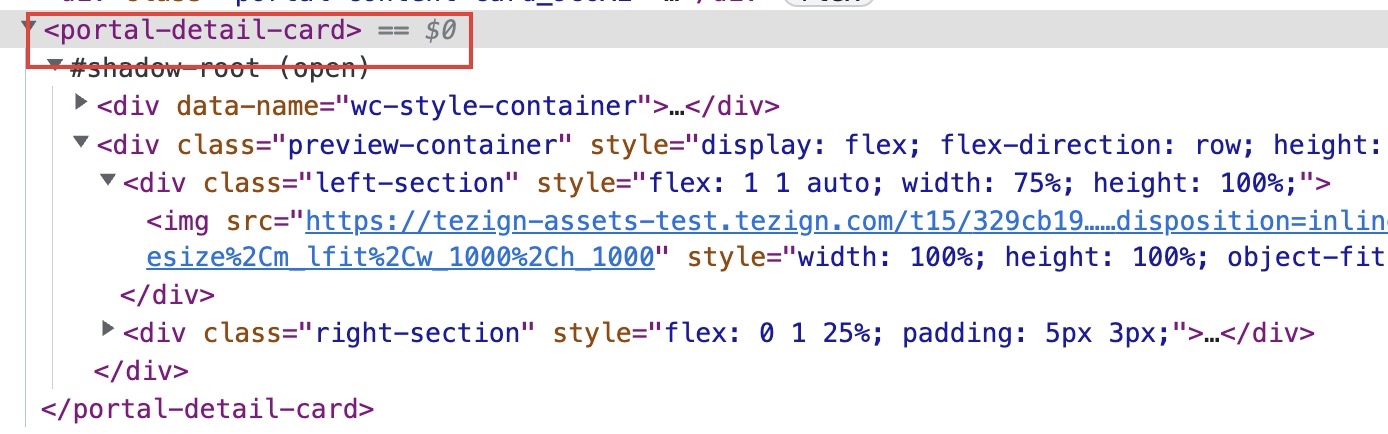 <portal-detail-card> == $0
#shadow-root (open)
<div data-name="wc-style-container">…</div>
<div class="preview-container" style="display: flex; flex-direction: row; height:
<div class="left-section" style="flex: 1 1 auto; width: 75%; height: 100%;">
<img src="https://tezign-assets-test.tezign.com/t15/329cb19……disposition=inline
esize%2Cm_lfit%2Cw_1000%2Ch_1000" style="width: 100%; height: 100%; object-fit
</div>
<div class="right-section" style="flex: 0 1 25%; padding: 5px 3px;">…</div>
</div>
</portal-detail-card>